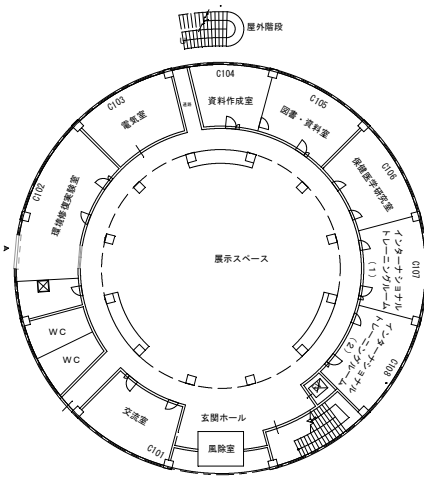 屋外階段
C104
資料作成室
通路
C103
電気室
C105
図書・資料室
C106
保健医学研究室
C102
環境修復実験室
C107
インターナショナル
トレーニングルーム
(1)
展示スペース
A
WC
WC
C108
インターナショナル
トレーニングルーム
(2)
交流室
C101
玄関ホール
風除室